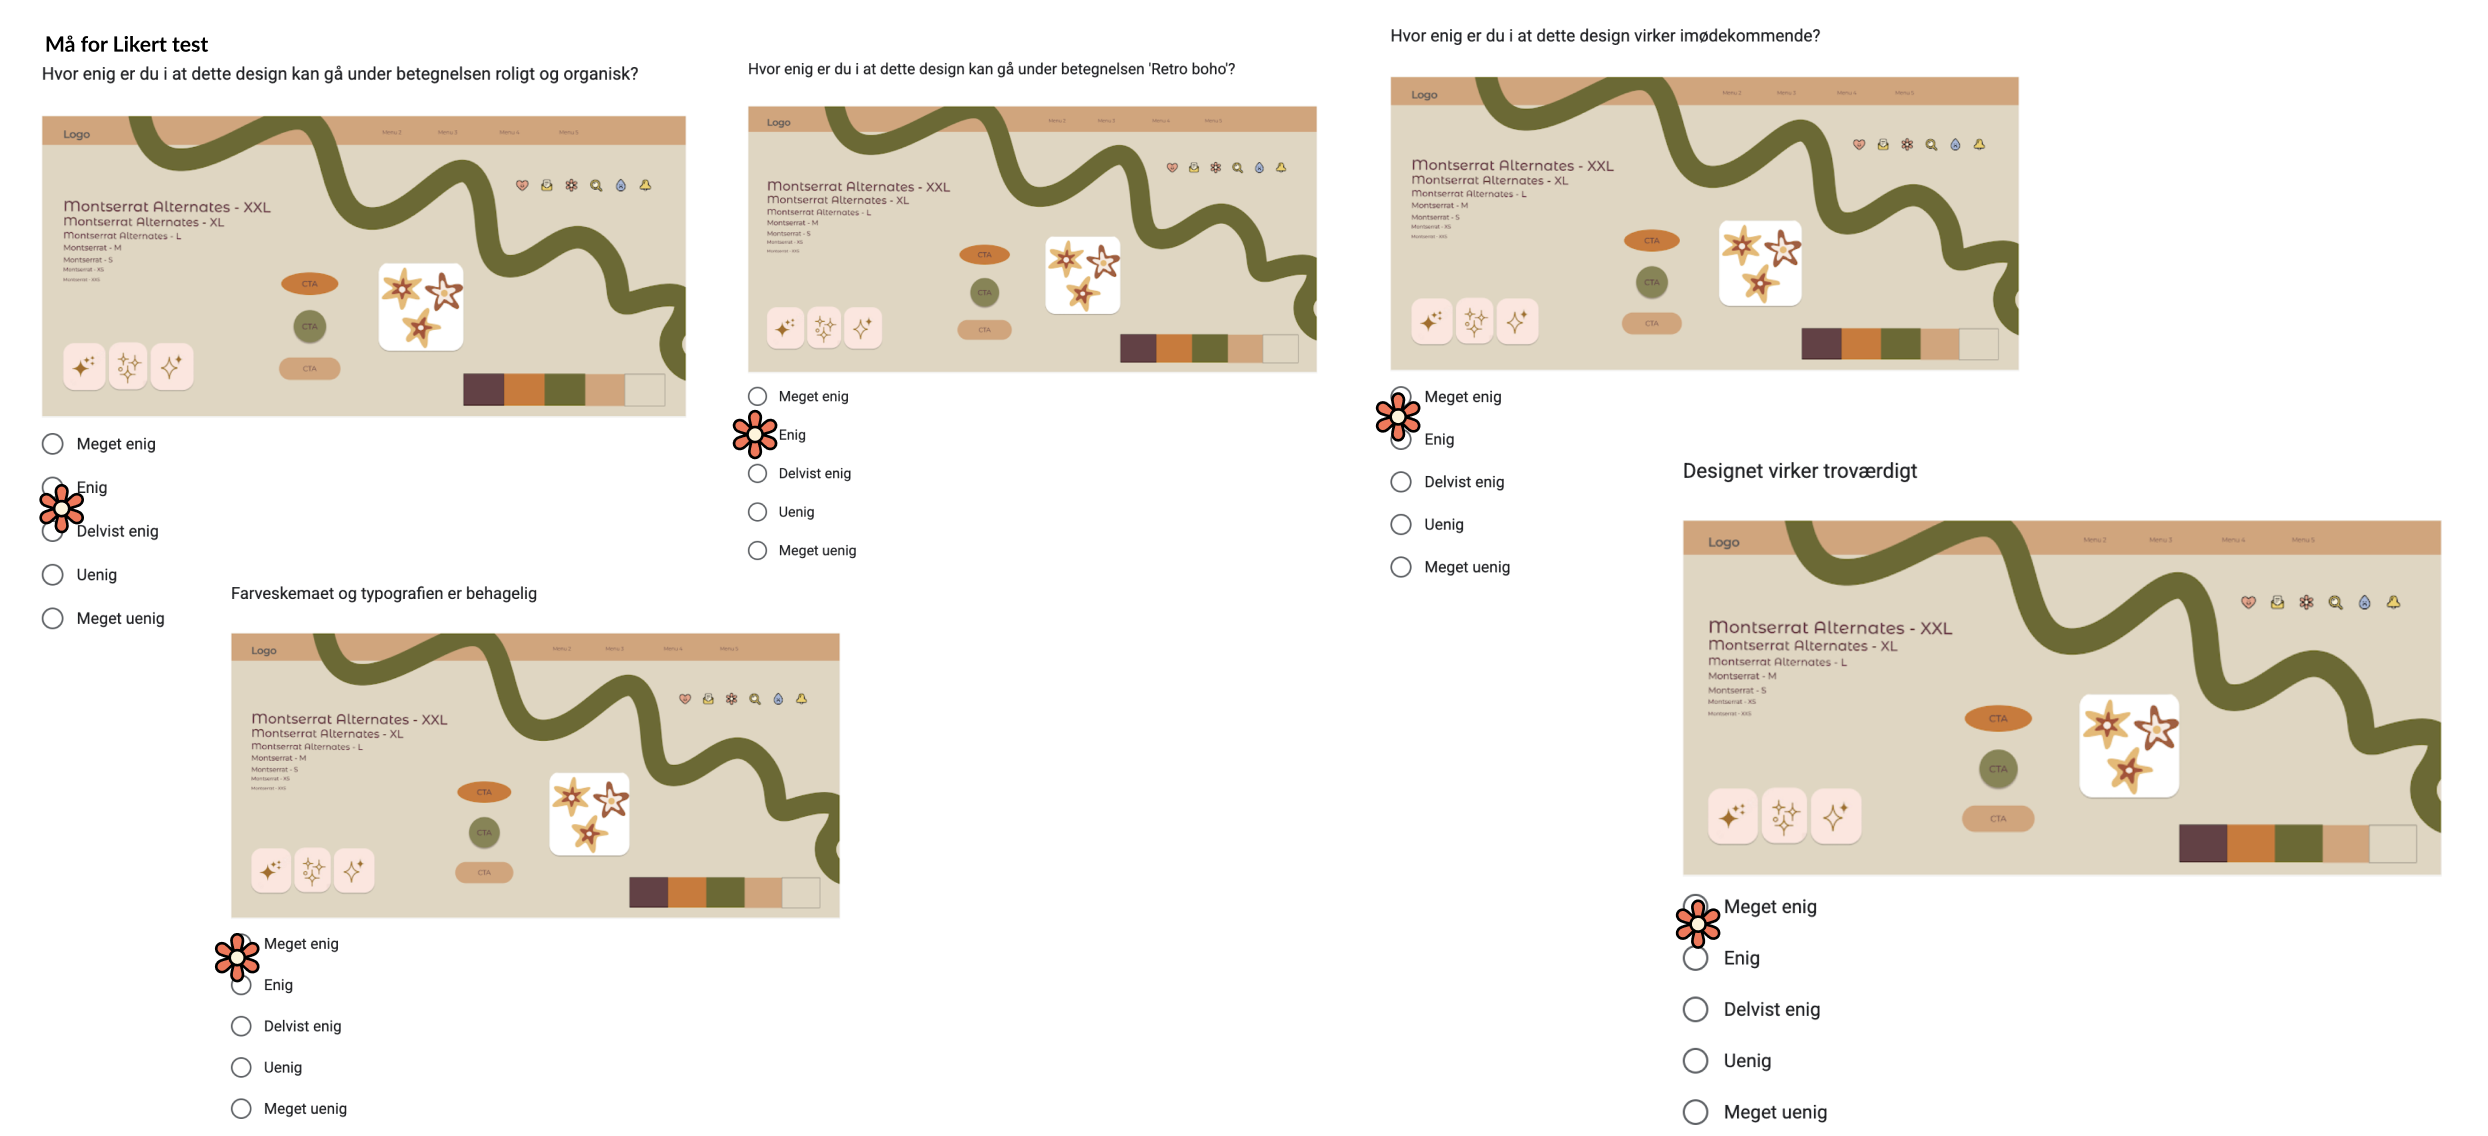 Må for Likert test
Hvor enig er du i at dette design kan gå under betegnelsen roligt og organisk?
Logo
Menu 2 Menu 3 Menu 4 Menu 5
Montserrat Alternates - XXL
Montserrat Alternates - XL
Montserrat Alternates - L
Montserrat - M
Montserrat - S
Montserrat - XS
Montserrat - XXS
CTA
CTA
CTA
Meget enig
Enig
Delvist enig
Uenig
Meget uenig
Hvor enig er du i at dette design kan gå under betegnelsen 'Retro boho'?
Logo
Menu 2 Menu 3 Menu 4 Menu 5
Montserrat Alternates - XXL
Montserrat Alternates - XL
Montserrat Alternates - L
Montserrat - M
Montserrat - S
Montserrat - XS
Montserrat - XXS
CTA
CTA
CTA
Meget enig
Enig
Delvist enig
Uenig
Meget uenig
Hvor enig er du i at dette design virker imødekommende?
Logo
Menu 2 Menu 3 Menu 4 Menu 5
Montserrat Alternates - XXL
Montserrat Alternates - XL
Montserrat Alternates - L
Montserrat - M
Montserrat - S
Montserrat - XS
Montserrat - XXS
CTA
CTA
CTA
Meget enig
Enig
Delvist enig
Uenig
Meget uenig
Farveskemaet og typografien er behagelig
Logo
Menu 2 Menu 3 Menu 4 Menu 5
Montserrat Alternates - XXL
Montserrat Alternates - XL
Montserrat Alternates - L
Montserrat - M
Montserrat - S
Montserrat - XS
Montserrat - XXS
CTA
CTA
CTA
Meget enig
Enig
Delvist enig
Uenig
Meget uenig
Designet virker troværdigt
Logo
Menu 2 Menu 3 Menu 4 Menu 5
Montserrat Alternates - XXL
Montserrat Alternates - XL
Montserrat Alternates - L
Montserrat - M
Montserrat - S
Montserrat - XS
Montserrat - XXS
CTA
CTA
CTA
Meget enig
Enig
Delvist enig
Uenig
Meget uenig